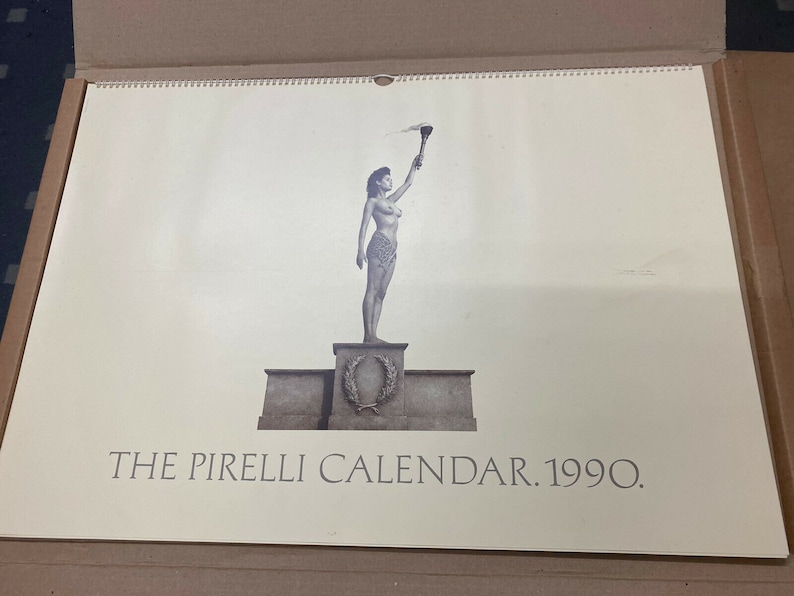 THE PIRELLI CALENDAR. 1990.